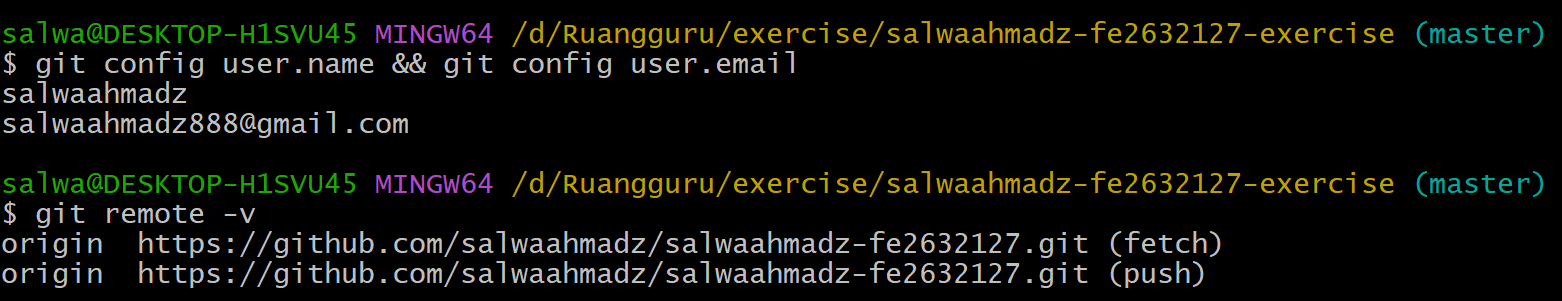 salwa@DESKTOP-H1SVU45 MINGW64 /d/Ruangguru/exercise/salwaahmadz-fe2632127-exercise (master)
$ git config user.name && git config user.email
salwaahmadz
salwaahmadz888@gmail.com
salwa@DESKTOP-H1SVU45 MINGW64 /d/Ruangguru/exercise/salwaahmadz-fe2632127-exercise (master)
$ git remote -v
origin  https://github.com/salwaahmadz/salwaahmadz-fe2632127.git (fetch)
origin  https://github.com/salwaahmadz/salwaahmadz-fe2632127.git (push)